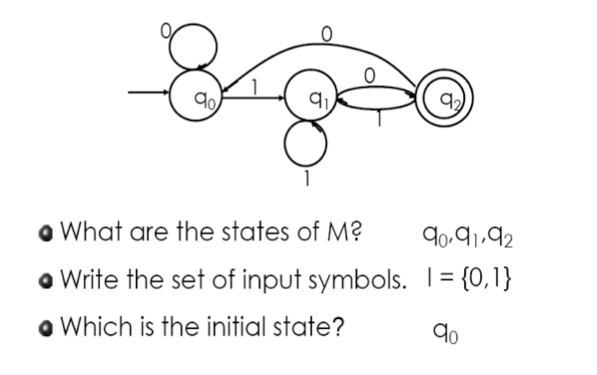 0
0
1
0
q₀
q₁
q₂
1
1
What are the states of M? q₀,q₁,q₂
Write the set of input symbols. I = {0,1}
Which is the initial state? q₀